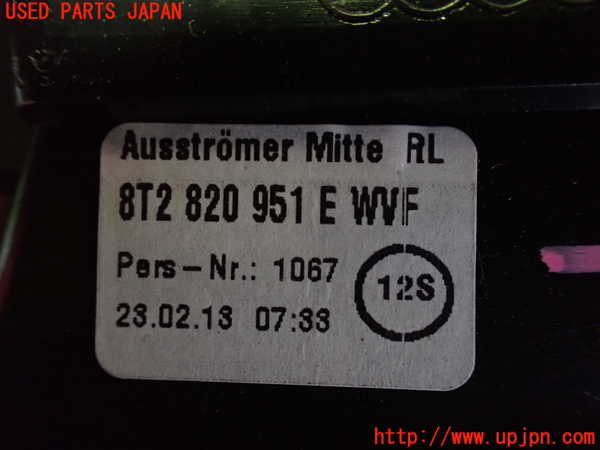 USED PARTS JAPAN
Ausströmer Mitte RL
8T2 820 951 E WVF
Pers-Nr.: 1067
12S
23.02.13 07:33
http://www.upjpn.com